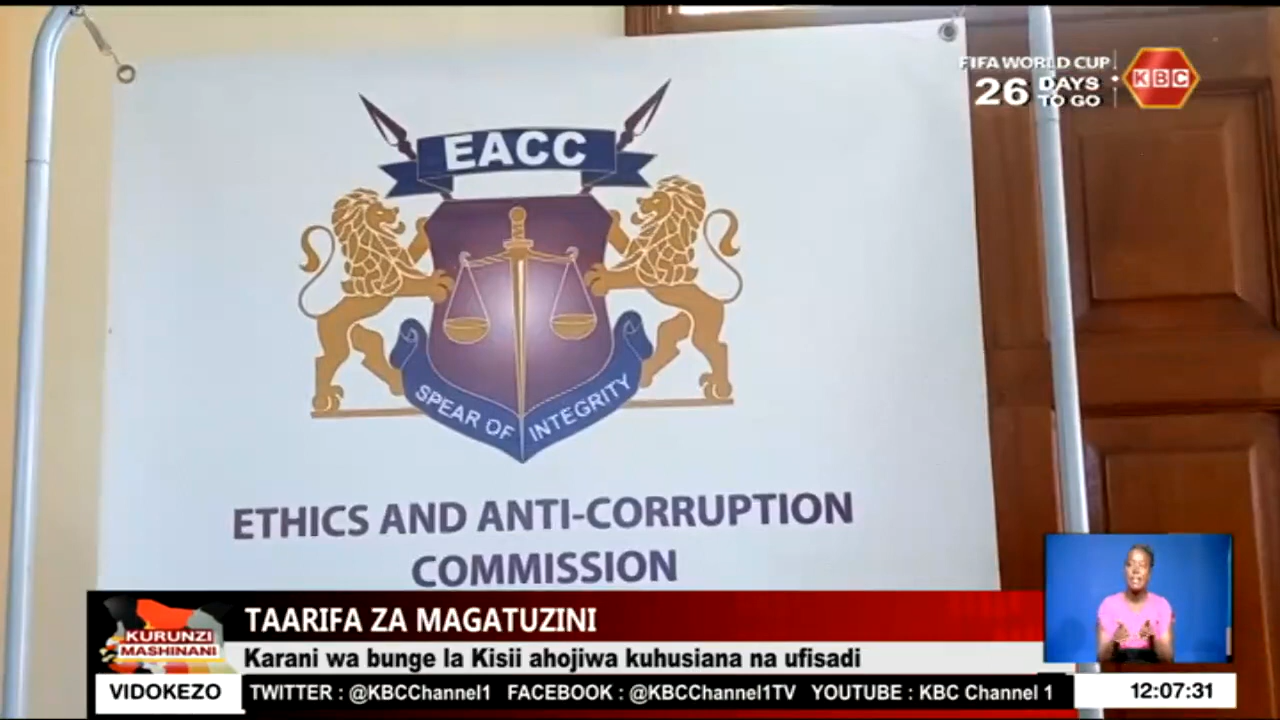 FIFA WORLD CUP
26 DAYS TO GO
KBC
EACC
SPEAR OF INTEGRITY
ETHICS AND ANTI-CORRUPTION
COMMISSION
KURUNZI
MASHINANI
TAARIFA ZA MAGATUZINI
Karani wa bunge la Kisii ahojiwa kuhusiana na ufisadi
VIDOKEZO
TWITTER : @KBCChannel1 FACEBOOK : @KBCChannel1TV YOUTUBE : KBC Channel 1
12:07:31